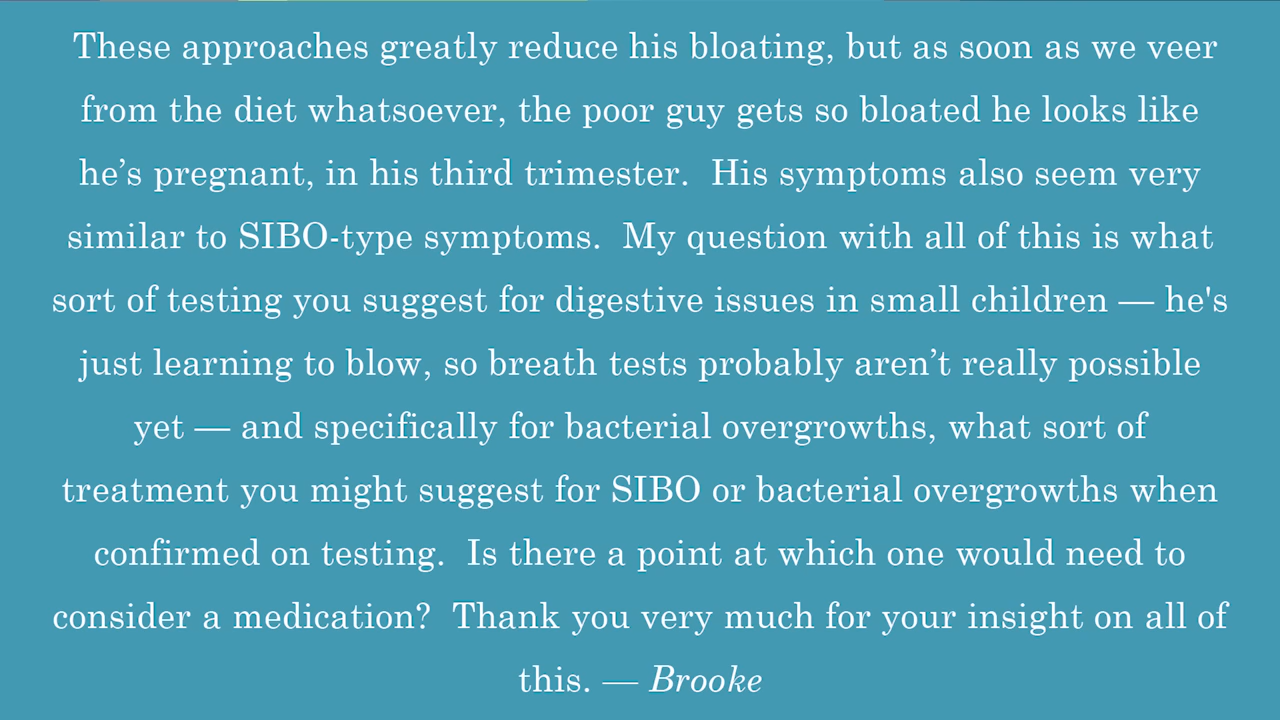 These approaches greatly reduce his bloating, but as soon as we veer
from the diet whatsoever, the poor guy gets so bloated he looks like
he’s pregnant, in his third trimester.  His symptoms also seem very
similar to SIBO-type symptoms.  My question with all of this is what
sort of testing you suggest for digestive issues in small children — he's
just learning to blow, so breath tests probably aren’t really possible
yet — and specifically for bacterial overgrowths, what sort of
treatment you might suggest for SIBO or bacterial overgrowths when
confirmed on testing.  Is there a point at which one would need to
consider a medication?  Thank you very much for your insight on all of
this. — Brooke